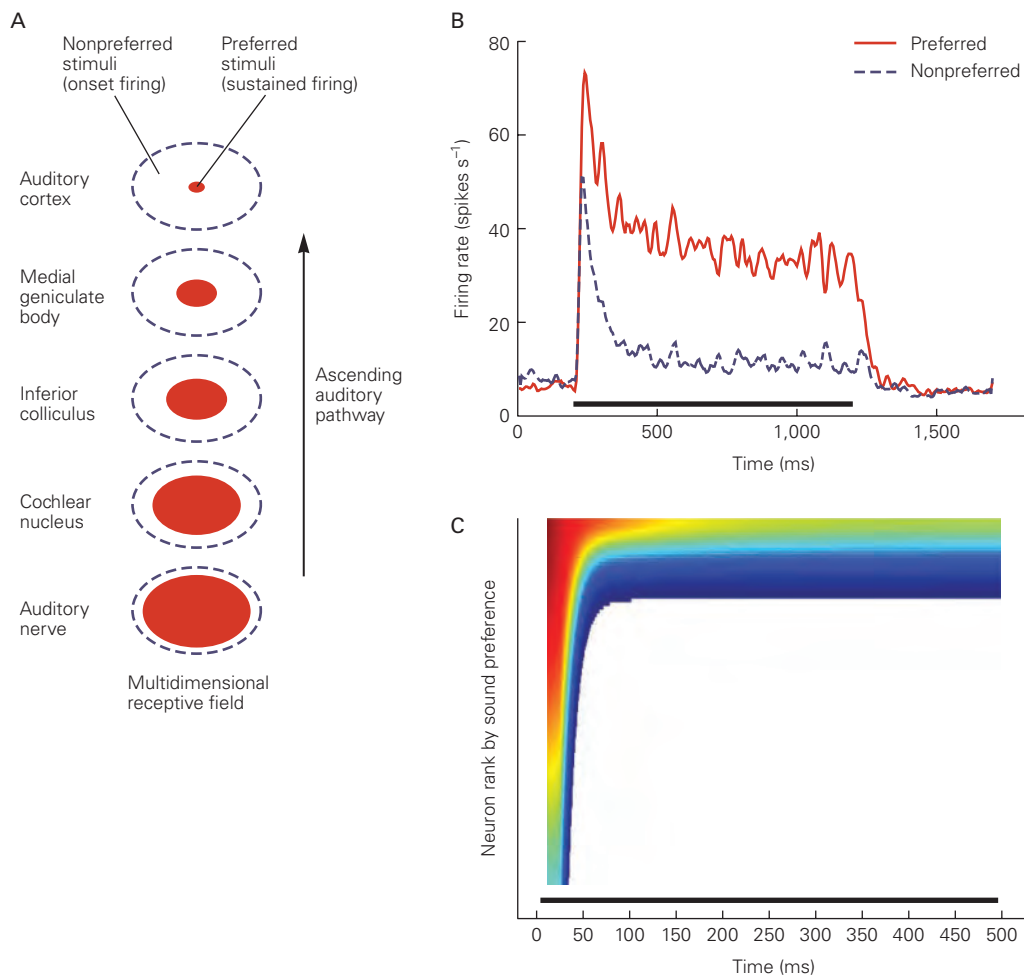 A
Nonpreferred
stimuli
(onset firing)
Preferred
stimuli
(sustained firing)
Auditory
cortex
Medial
geniculate
body
Inferior
colliculus
Cochlear
nucleus
Auditory
nerve
Ascending
auditory
pathway
Multidimensional
receptive field
B
80
60
40
20
0
Firing rate (spikes s⁻¹)
Preferred
Nonpreferred
0 500 1,000 1,500
Time (ms)
C
Neuron rank by sound preference
0 50 100 150 200 250 300 350 400 450 500
Time (ms)